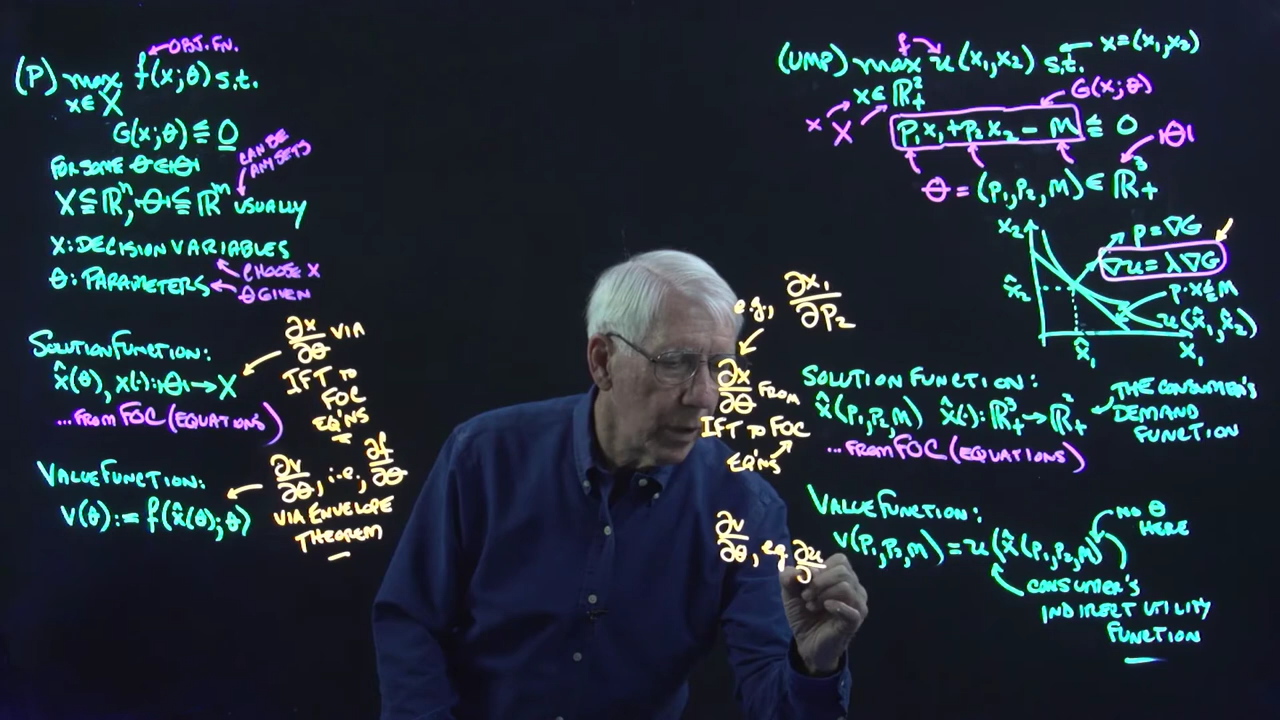 ← OBJ. FN.
(P) max f(x;θ) s.t.
x∈X
G(x;θ) ≦ 0
FOR SOME θ∈Θ
CAN BE ANY SETS
X⊆ℝⁿ, Θ⊆ℝᵐ USUALLY
X: DECISION VARIABLES
← CHOOSE X
θ: PARAMETERS
← θ GIVEN
SOLUTION FUNCTION:
x̂(θ), x(·):Θ→X
...FROM FOC (EQUATIONS)
∂x/∂θ VIA
IFT TO
FOC
EQ'NS
VALUE FUNCTION:
v(θ) := f(x̂(θ);θ)
∂v/∂θ, i.e., ∂f/∂θ
VIA ENVELOPE
THEOREM
e.g., ∂x₁/∂p₂
∂x/∂θ FROM
IFT TO FOC
EQ'NS
∂v/∂θ, e.g. ∂u/∂
f
(UMP) max u(x₁,x₂) s.t. ← x=(x₁,x₂)
x∈ℝ²₊
x X
G(x;θ)
p₁x₁+p₂x₂−M ≦ 0
Θ
θ = (p₁,p₂,M)∈ℝ³₊
x₂
p=∇G
∇u=λ∇G
x̂₂
p·x≦M
u(x̂₁,x̂₂)
x̂₁
x₁
SOLUTION FUNCTION:
x̂(p₁,p₂,M) x̂(·):ℝ³₊→ℝ²₊
THE CONSUMER'S
DEMAND
FUNCTION
...FROM FOC (EQUATIONS)
VALUE FUNCTION:
NO θ
HERE
v(p₁,p₂,M)=u(x̂(p₁,p₂,M))
CONSUMER'S
INDIRECT UTILITY
FUNCTION